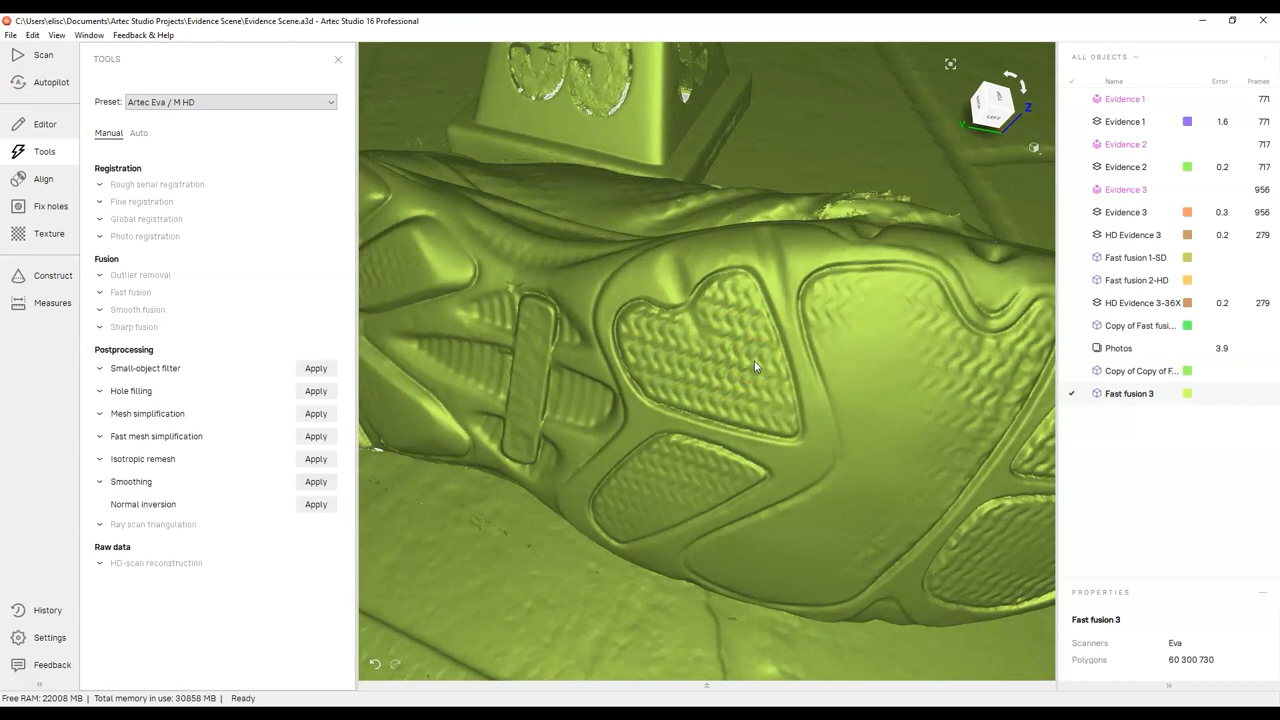 C:\Users\elisc\Documents\Artec Studio Projects\Evidence Scene\Evidence Scene.a3d - Artec Studio 16 Professional
File Edit View Window Feedback & Help
Scan
Autopilot
Editor
Tools
Align
Fix holes
Texture
Construct
Measures
History
Settings
Feedback
TOOLS
Preset: Artec Eva / M HD
Manual Auto
Registration
Rough serial registration
Fine registration
Global registration
Photo registration
Fusion
Outlier removal
Fast fusion
Smooth fusion
Sharp fusion
Postprocessing
Small-object filter Apply
Hole filling Apply
Mesh simplification Apply
Fast mesh simplification Apply
Isotropic remesh Apply
Smoothing Apply
Normal inversion Apply
Ray scan triangulation
Raw data
HD-scan reconstruction
Y Z
LEFT
ALL OBJECTS
Name Error Frames
Evidence 1 771
Evidence 1 1.6 771
Evidence 2 717
Evidence 2 0.2 717
Evidence 3 956
Evidence 3 0.3 956
HD Evidence 3 0.2 279
Fast fusion 1-SD
Fast fusion 2-HD
HD Evidence 3-36X 0.2 279
Copy of Fast fusi...
Photos 3.9
Copy of Copy of F...
Fast fusion 3
PROPERTIES
Fast fusion 3
Scanners Eva
Polygons 60 300 730
Free RAM: 22008 MB | Total memory in use: 30858 MB | Ready